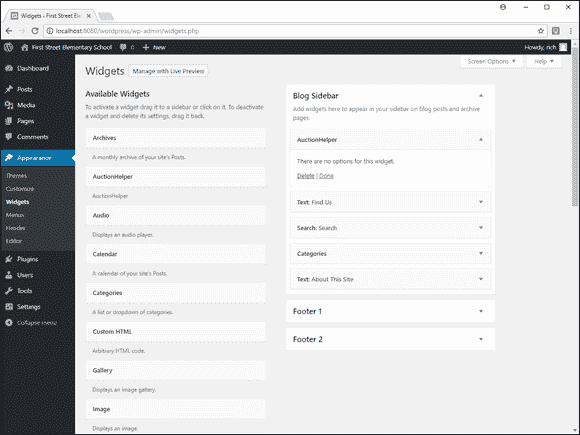 Widgets ‹ First Street Ele
localhost:8080/wordpress/wp-admin/widgets.php
First Street Elementary School
0
New
Howdy, rich
Dashboard
Posts
Media
Pages
Comments
Appearance
Themes
Customize
Widgets
Menus
Header
Editor
Plugins
Users
Tools
Settings
Collapse menu
Screen Options
Help
Widgets
Manage with Live Preview
Available Widgets
To activate a widget drag it to a sidebar or click on it. To deactivate
a widget and delete its settings, drag it back.
Archives
A monthly archive of your site's Posts.
AuctionHelper
AuctionHelper
Audio
Displays an audio player.
Calendar
A calendar of your site's Posts.
Categories
A list or dropdown of categories.
Custom HTML
Arbitrary HTML code.
Gallery
Displays an image gallery.
Image
Displays an image.
Blog Sidebar
Add widgets here to appear in your sidebar on blog posts and archive
pages.
AuctionHelper
There are no options for this widget.
Delete | Done
Text: Find Us
Search: Search
Categories
Text: About This Site
Footer 1
Footer 2